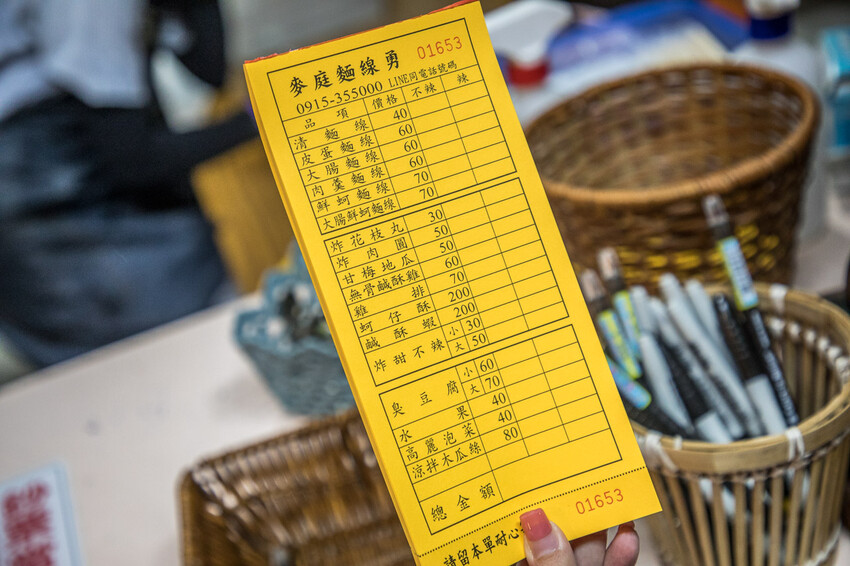 麥庭麵線勇 01653
0915-355000 LINE同電話號碼
品項 價格 不辣 辣
清麵線 40
皮蛋麵線 60
大腸麵線 60
肉羹麵線 60
鮮蚵麵線 70
大腸鮮蚵麵線 70
炸花枝丸 30
炸肉圓 50
甘梅地瓜 50
無骨鹹酥雞 60
雞排 70
蚵仔酥 200
鹹酥蝦 200
炸甜不辣 小 30
大 50
臭豆腐 小 60
大 70
水果 40
高麗泡菜 40
涼拌木瓜絲 80
總金額
01653
請留本單耐心